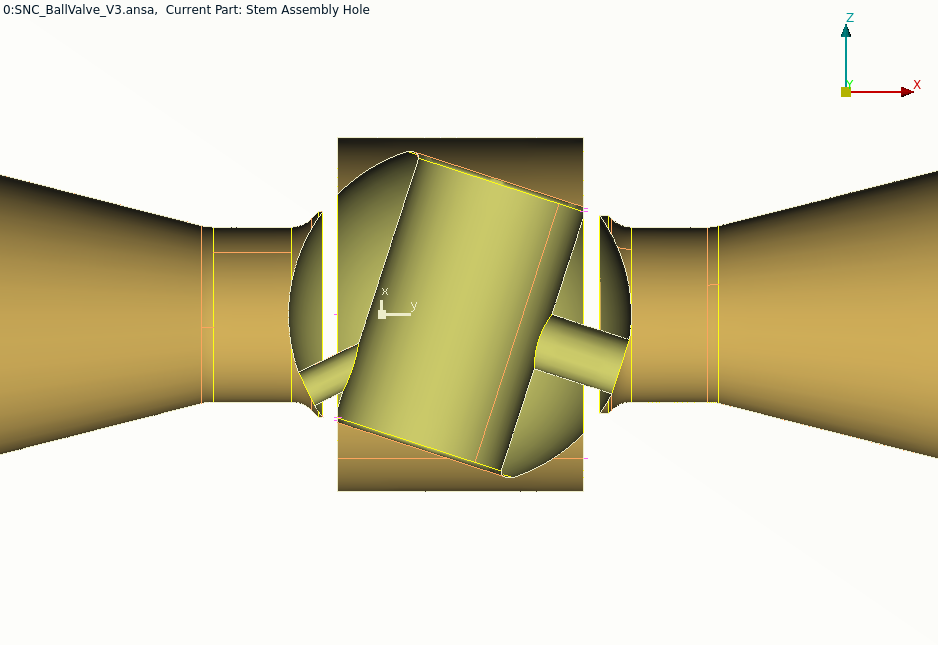 0:SNC_BallValve_V3.ansa,  Current Part: Stem Assembly Hole
Z
Y
X
x
y